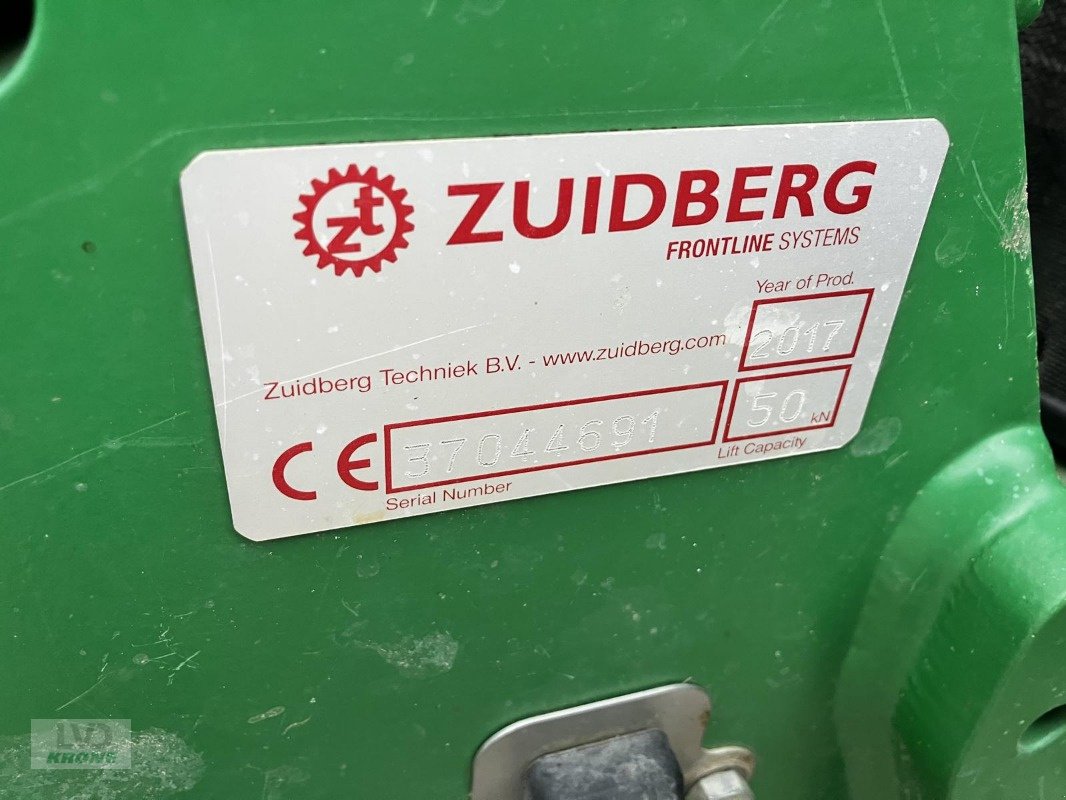 zt ZUIDBERG
FRONTLINE SYSTEMS
Year of Prod.
2017
Zuidberg Techniek B.V. - www.zuidberg.com
CE 37044691
50 kN
Serial Number
Lift Capacity
LVD
KRONE